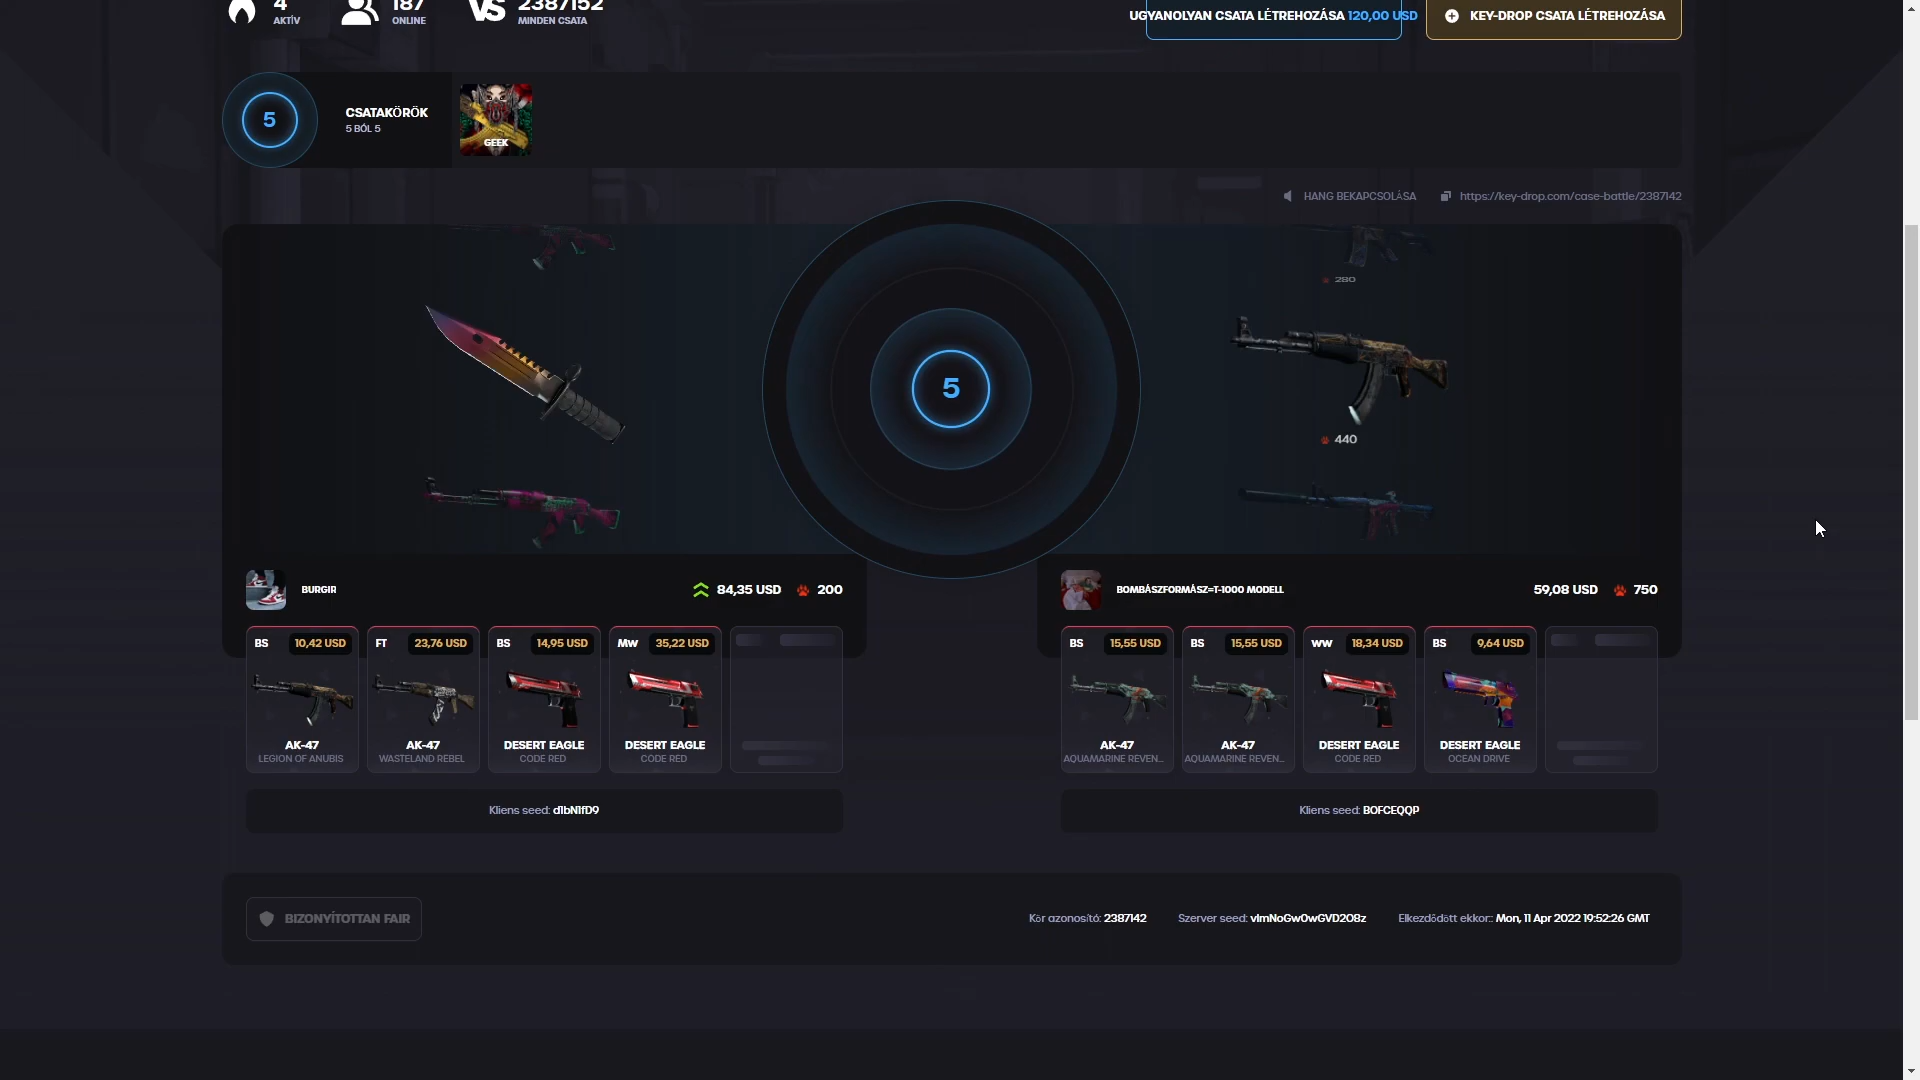 4
AKTÍV
187
ONLINE
VS
2387152
MINDEN CSATA
UGYANOLYAN CSATA LÉTREHOZÁSA 120,00 USD
KEY-DROP CSATA LÉTREHOZÁSA
5
CSATAKÖRÖK
5 BÓL 5
GEEK
HANG BEKAPCSOLÁSA
https://key-drop.com/case-battle/2387142
280
5
440
BURGIR
84,35 USD
200
BOMBÁSZFORMÁSZ=T-1000 MODELL
59,08 USD
750
BS 10,42 USD
FT 23,76 USD
BS 14,95 USD
MW 35,22 USD
BS 15,55 USD
BS 15,55 USD
WW 18,34 USD
BS 9,64 USD
AK-47
LEGION OF ANUBIS
AK-47
WASTELAND REBEL
DESERT EAGLE
CODE RED
DESERT EAGLE
CODE RED
AK-47
AQUAMARINE REVEN...
AK-47
AQUAMARINE REVEN...
DESERT EAGLE
CODE RED
DESERT EAGLE
OCEAN DRIVE
Kliens seed: d1bN1fD9
Kliens seed: BOFCEQQP
BIZONYÍTOTTAN FAIR
Kör azonosító: 2387142
Szerver seed: vlmNoGw0wGVD2O8z
Elkezdődött ekkor:: Mon, 11 Apr 2022 19:52:26 GMT